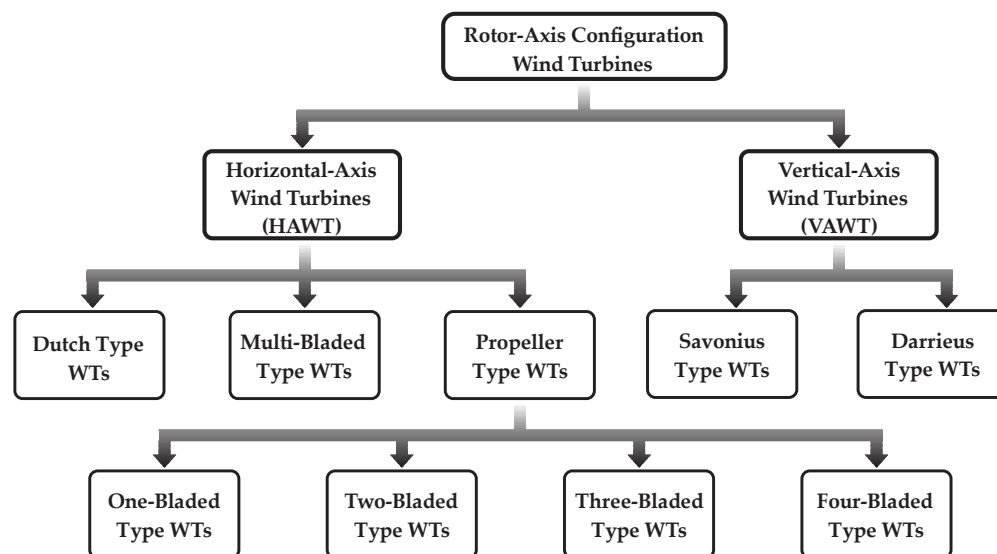 Rotor-Axis Configuration
Wind Turbines
Horizontal-Axis
Wind Turbines
(HAWT)
Vertical-Axis
Wind Turbines
(VAWT)
Dutch Type
WTs
Multi-Bladed
Type WTs
Propeller
Type WTs
Savonius
Type WTs
Darrieus
Type WTs
One-Bladed
Type WTs
Two-Bladed
Type WTs
Three-Bladed
Type WTs
Four-Bladed
Type WTs